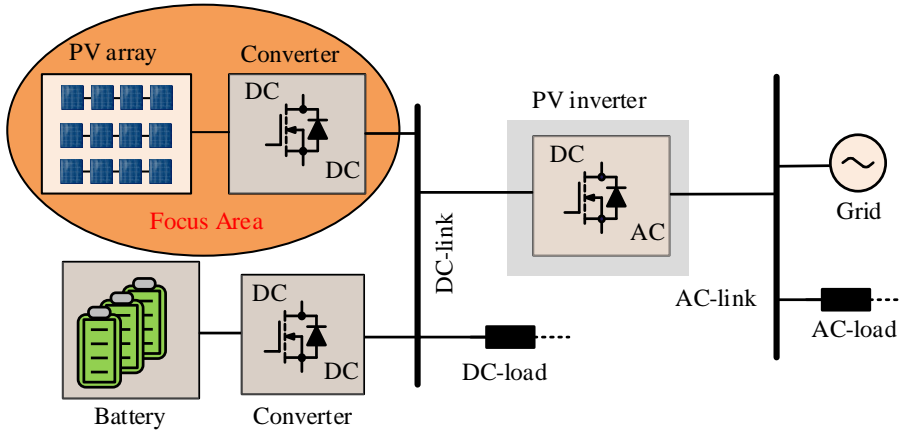 PV array
Converter
DC
DC
Focus Area
Battery
DC
DC
Converter
DC-link
DC-load
PV inverter
DC
AC
AC-link
Grid
AC-load